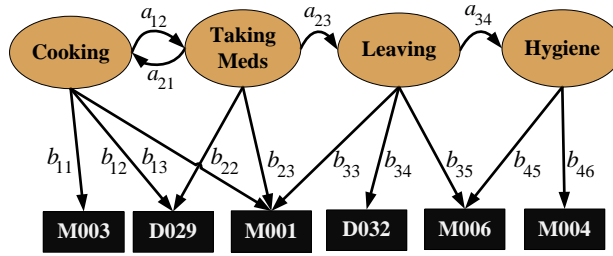 a12
a23
a34
Cooking
Taking
Meds
Leaving
Hygiene
a21
b11
b12
b13
b22
b23
b33
b34
b35
b45
b46
M003
D029
M001
D032
M006
M004